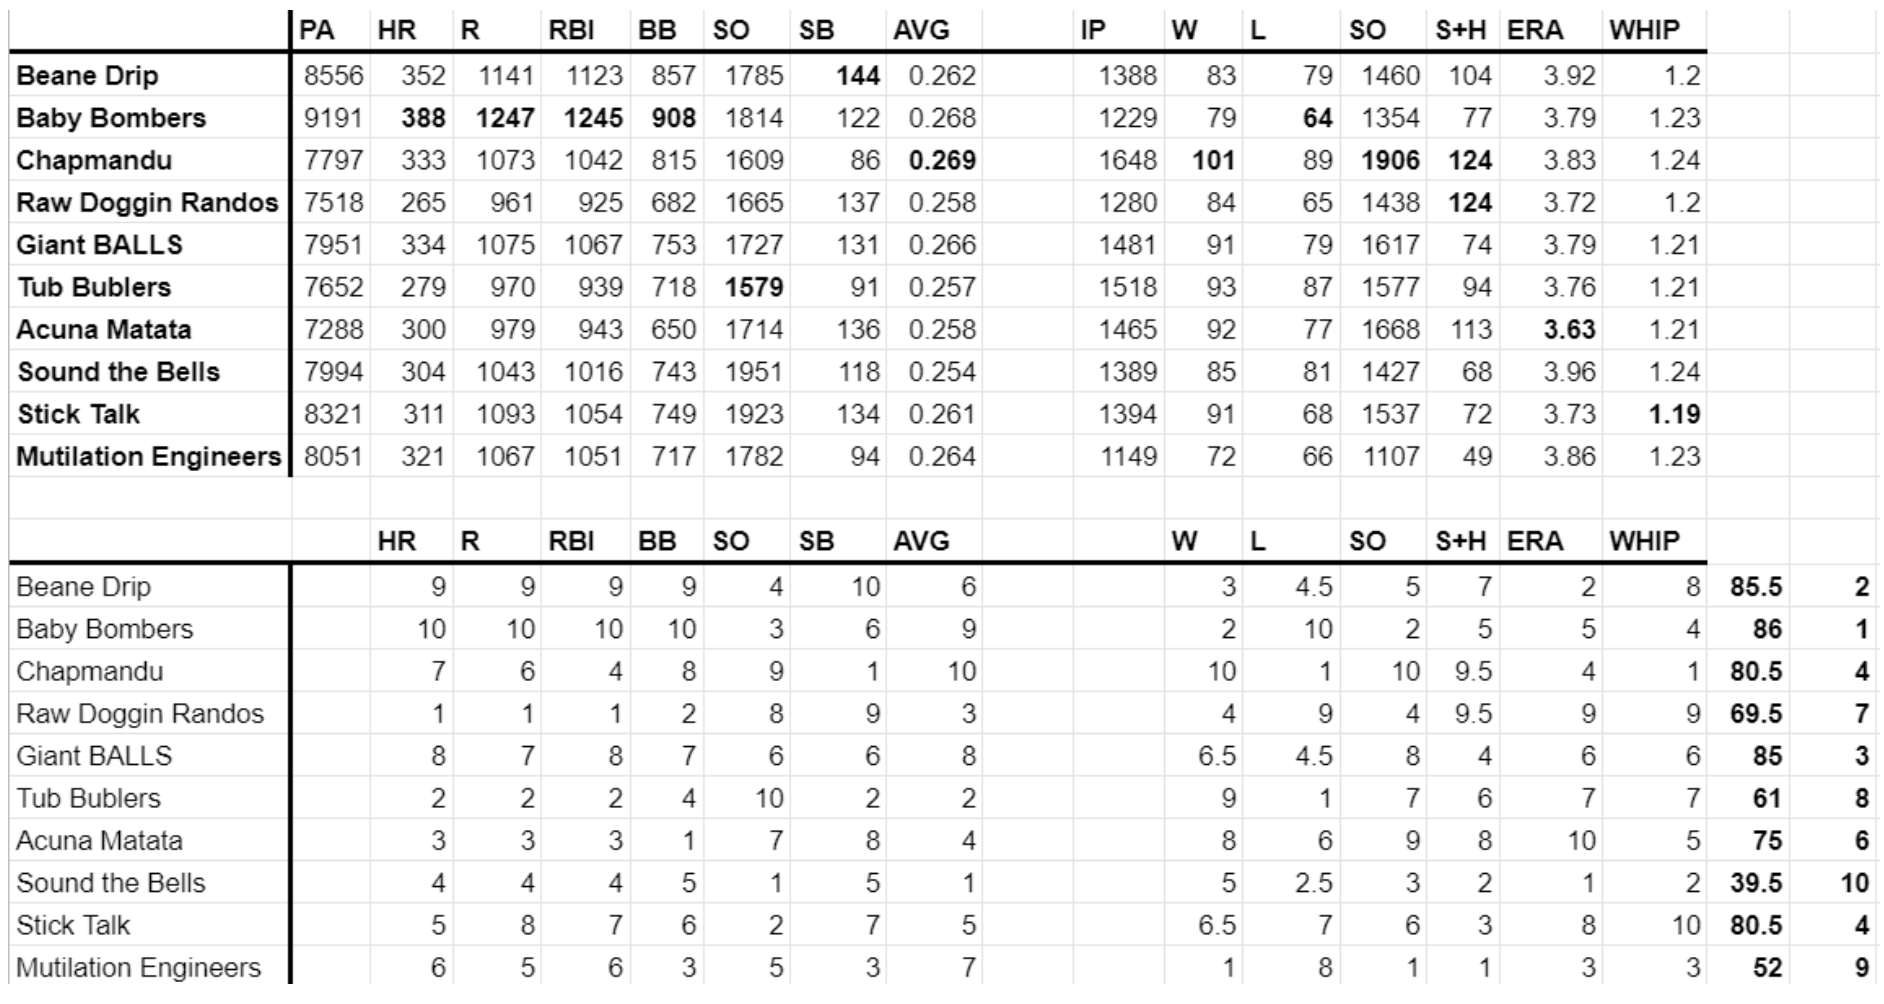 PA HR R RBI BB SO SB AVG IP W L SO S+H ERA WHIP
Beane Drip 8556 352 1141 1123 857 1785 144 0.262 1388 83 79 1460 104 3.92 1.2
Baby Bombers 9191 388 1247 1245 908 1814 122 0.268 1229 79 64 1354 77 3.79 1.23
Chapmandu 7797 333 1073 1042 815 1609 86 0.269 1648 101 89 1906 124 3.83 1.24
Raw Doggin Randos 7518 265 961 925 682 1665 137 0.258 1280 84 65 1438 124 3.72 1.2
Giant BALLS 7951 334 1075 1067 753 1727 131 0.266 1481 91 79 1617 74 3.79 1.21
Tub Bublers 7652 279 970 939 718 1579 91 0.257 1518 93 87 1577 94 3.76 1.21
Acuna Matata 7288 300 979 943 650 1714 136 0.258 1465 92 77 1668 113 3.63 1.21
Sound the Bells 7994 304 1043 1016 743 1951 118 0.254 1389 85 81 1427 68 3.96 1.24
Stick Talk 8321 311 1093 1054 749 1923 134 0.261 1394 91 68 1537 72 3.73 1.19
Mutilation Engineers 8051 321 1067 1051 717 1782 94 0.264 1149 72 66 1107 49 3.86 1.23
HR R RBI BB SO SB AVG W L SO S+H ERA WHIP
Beane Drip 9 9 9 9 4 10 6 3 4.5 5 7 2 8 85.5 2
Baby Bombers 10 10 10 10 3 6 9 2 10 2 5 5 4 86 1
Chapmandu 7 6 4 8 9 1 10 10 1 10 9.5 4 1 80.5 4
Raw Doggin Randos 1 1 1 2 8 9 3 4 9 4 9.5 9 9 69.5 7
Giant BALLS 8 7 8 7 6 6 8 6.5 4.5 8 4 6 6 85 3
Tub Bublers 2 2 2 4 10 2 2 9 1 7 6 7 7 61 8
Acuna Matata 3 3 3 1 7 8 4 8 6 9 8 10 5 75 6
Sound the Bells 4 4 4 5 1 5 1 5 2.5 3 2 1 2 39.5 10
Stick Talk 5 8 7 6 2 7 5 6.5 7 6 3 8 10 80.5 4
Mutilation Engineers 6 5 6 3 5 3 7 1 8 1 1 3 3 52 9